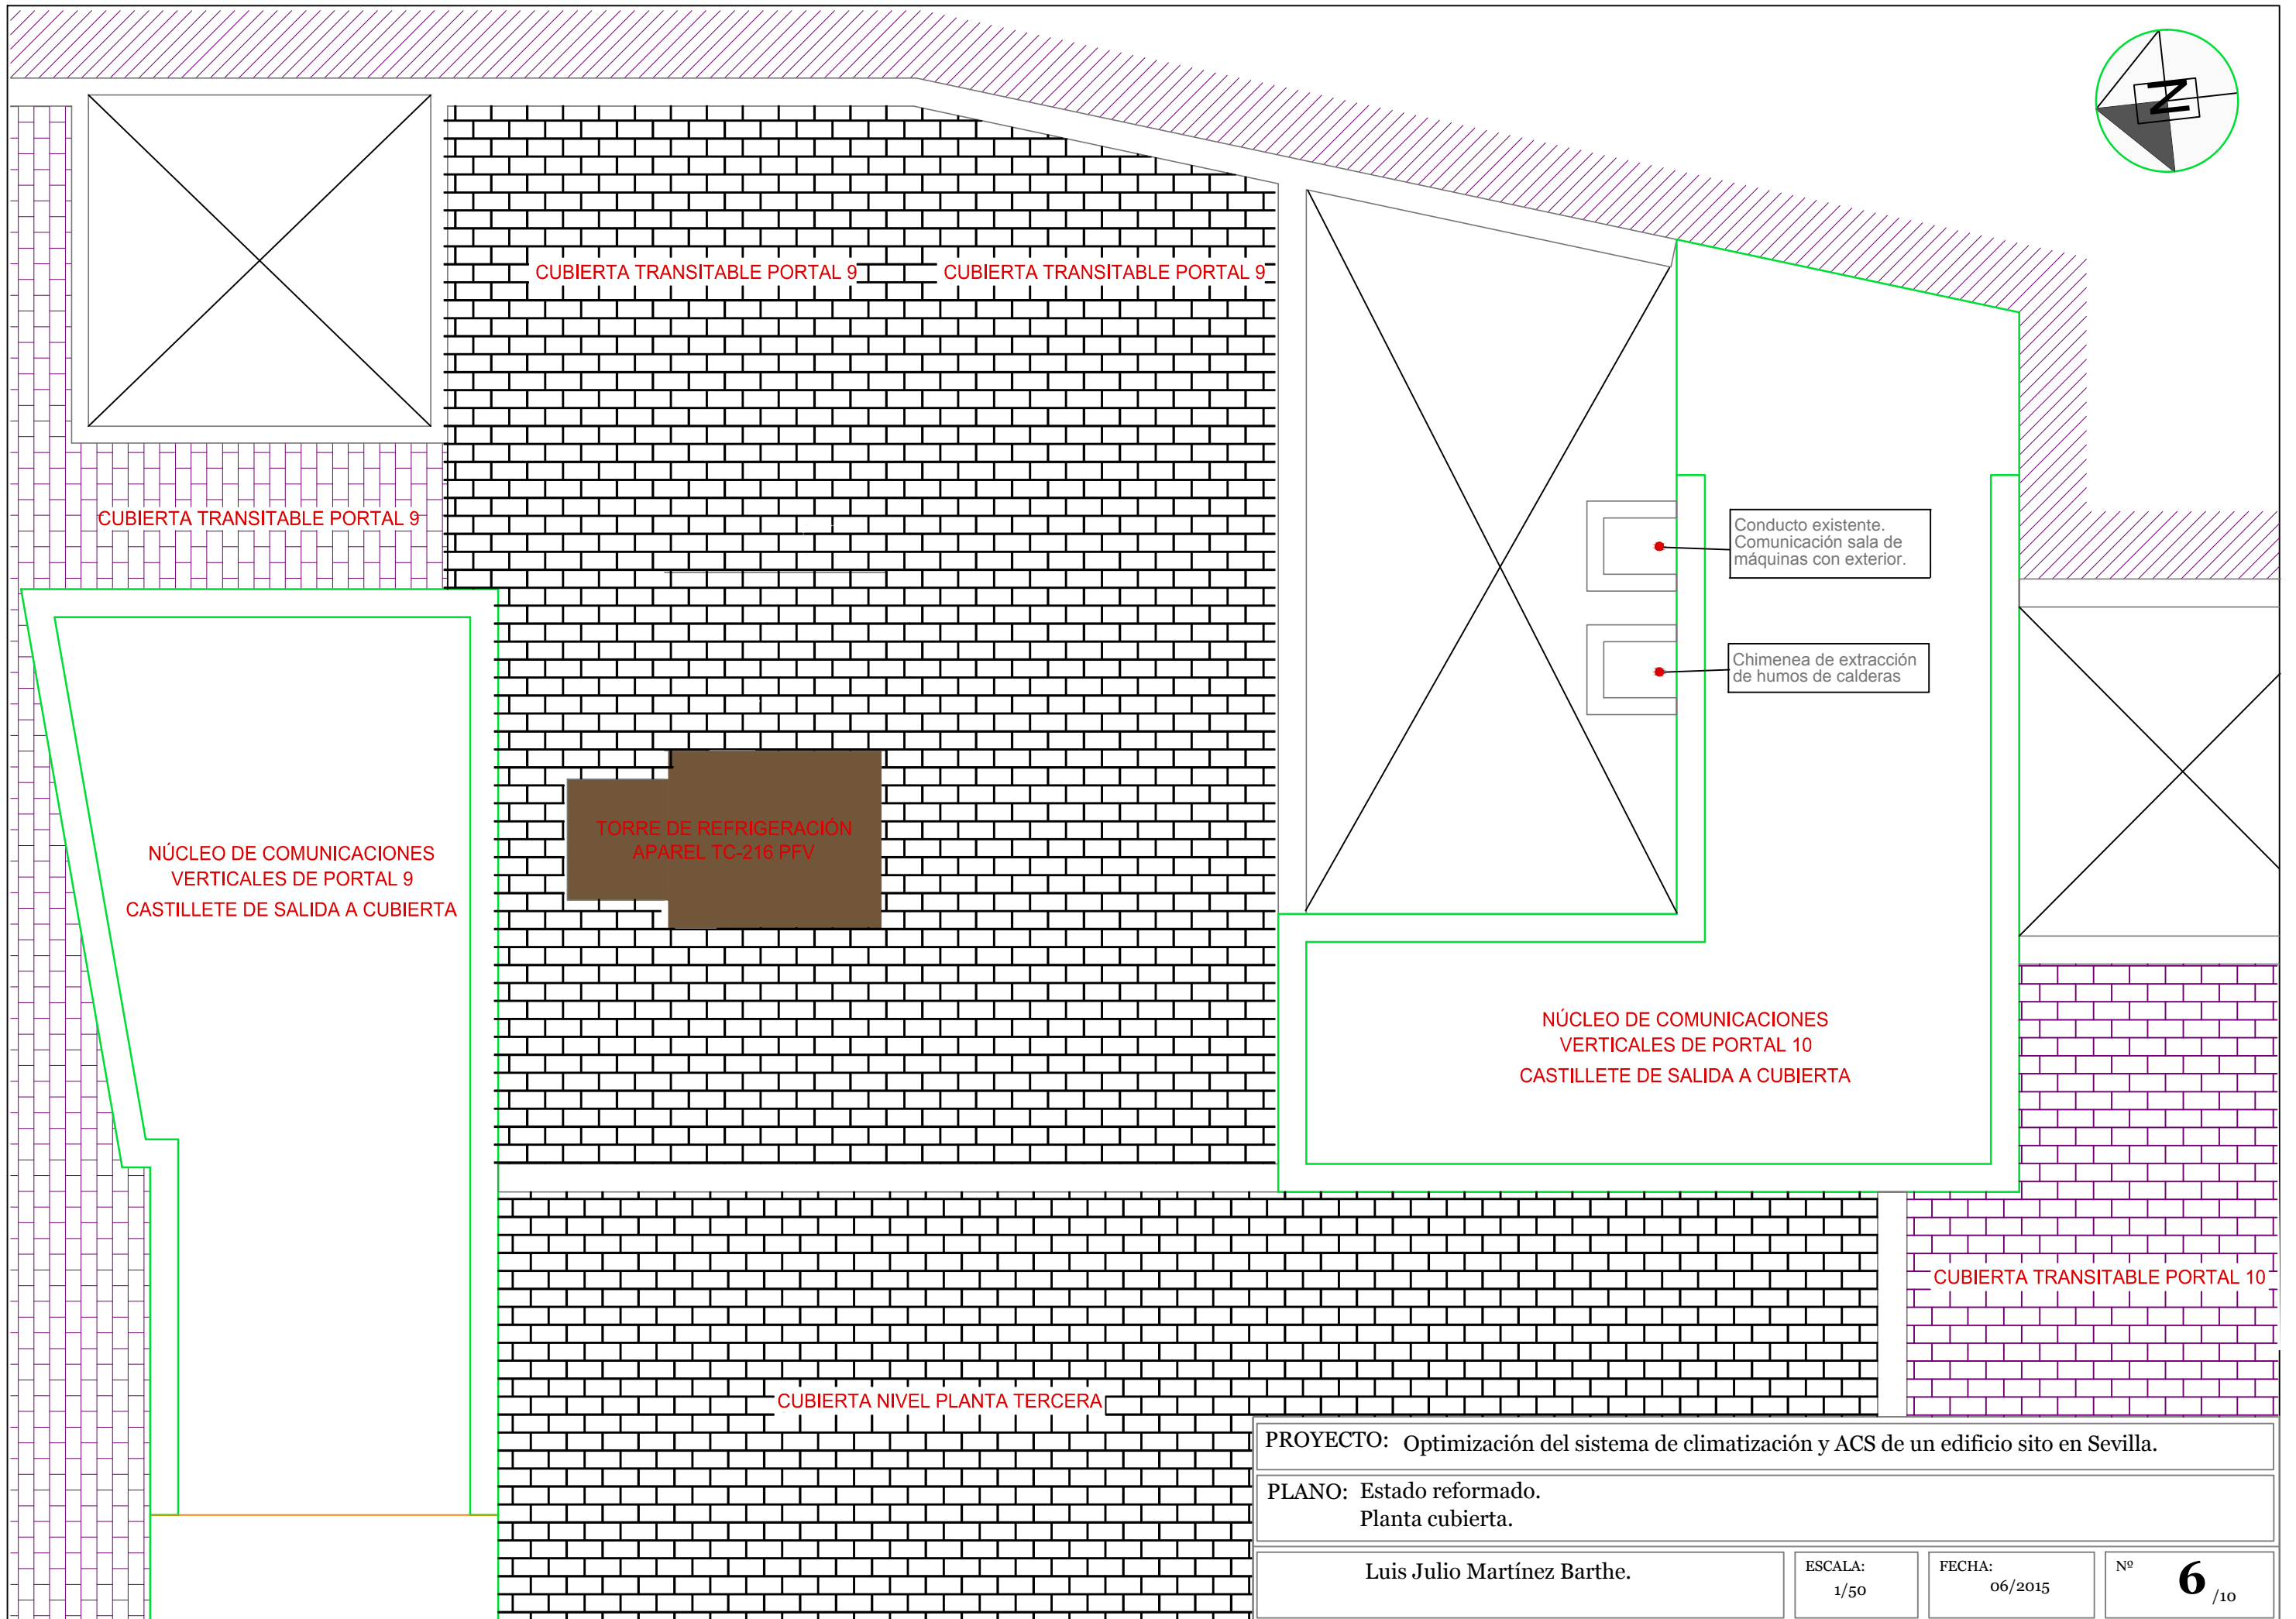 N
CUBIERTA TRANSITABLE PORTAL 9
CUBIERTA TRANSITABLE PORTAL 9
CUBIERTA TRANSITABLE PORTAL 9
Conducto existente.
Comunicación sala de
máquinas con exterior.
Chimenea de extracción
de humos de calderas
TORRE DE REFRIGERACIÓN
APAREL TC-216 PFV
NÚCLEO DE COMUNICACIONES
VERTICALES DE PORTAL 9
CASTILLETE DE SALIDA A CUBIERTA
NÚCLEO DE COMUNICACIONES
VERTICALES DE PORTAL 10
CASTILLETE DE SALIDA A CUBIERTA
CUBIERTA TRANSITABLE PORTAL 10
CUBIERTA NIVEL PLANTA TERCERA
PROYECTO: Optimización del sistema de climatización y ACS de un edificio sito en Sevilla.
PLANO: Estado reformado.
Planta cubierta.
Luis Julio Martínez Barthe.
ESCALA:
1/50
FECHA:
06/2015
Nº 6 /10